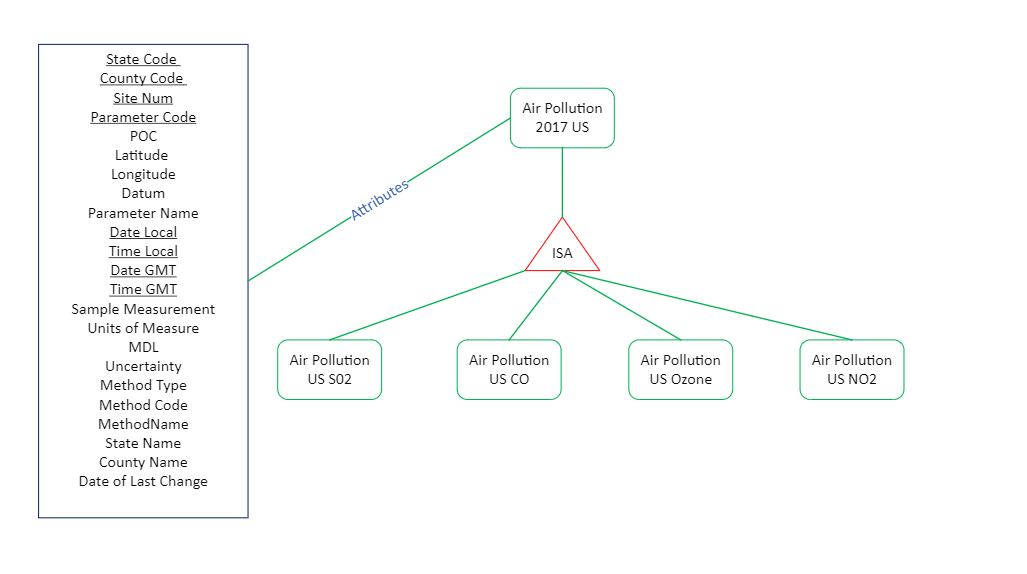 State Code
County Code
Site Num
Parameter Code
POC
Latitude
Longitude
Datum
Parameter Name
Date Local
Time Local
Date GMT
Time GMT
Sample Measurement
Units of Measure
MDL
Uncertainty
Method Type
Method Code
MethodName
State Name
County Name
Date of Last Change
Attributes
Air Pollution
2017 US
ISA
Air Pollution
US S02
Air Pollution
US CO
Air Pollution
US Ozone
Air Pollution
US NO2